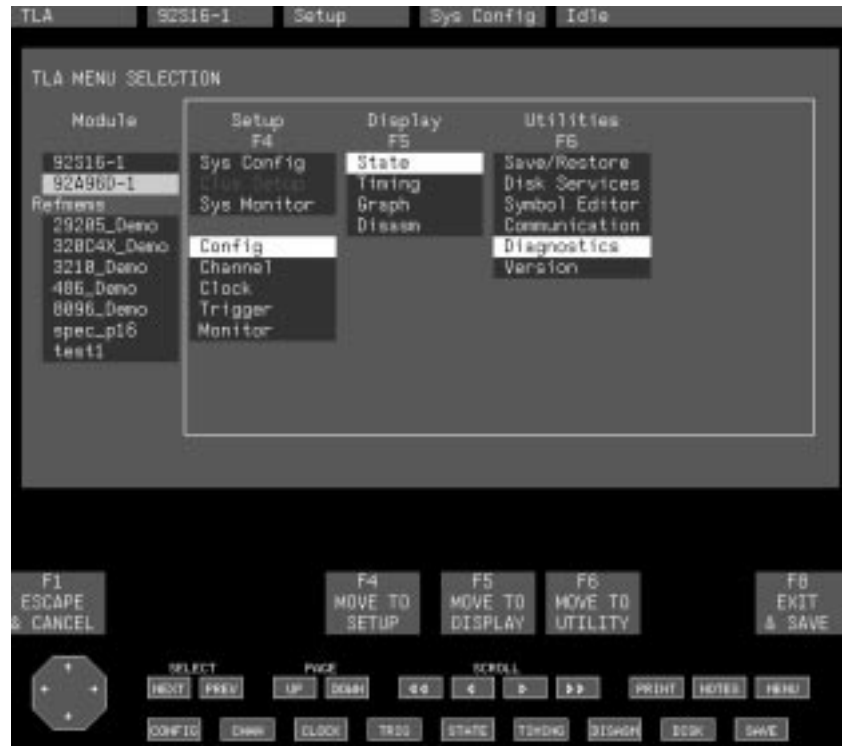 TLA 92S16-1 Setup Sys Config Idle
TLA MENU SELECTION
Module
92S16-1
92A96D-1
Refmems
29205_Demo
320C4X_Demo
3210_Demo
486_Demo
8096_Demo
spec_p16
test1
Setup
F4
Sys Config
Clus Setup
Sys Monitor
Config
Channel
Clock
Trigger
Monitor
Display
F5
State
Timing
Graph
Disasm
Utilities
F6
Save/Restore
Disk Services
Symbol Editor
Communication
Diagnostics
Version
F1
ESCAPE
& CANCEL
F4
MOVE TO
SETUP
F5
MOVE TO
DISPLAY
F6
MOVE TO
UTILITY
F8
EXIT
& SAVE
SELECT PAGE SCROLL
NEXT PREV UP DOWN PRINT NOTES MENU
CONFIG CHAN CLOCK TRIG STATE TIMING DISASM DISK SAVE